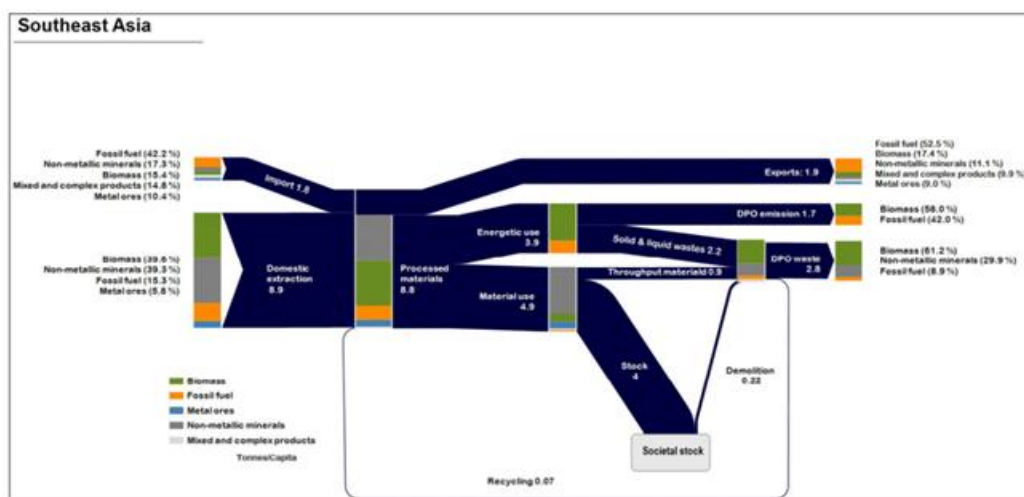 Southeast Asia
Fossil fuel (42.2%)
Non-metallic minerals (17.3%)
Biomass (15.4%)
Mixed and complex products (14.8%)
Metal ores (10.4%)
Import 1.8
Exports: 1.9
Fossil fuel (52.5%)
Biomass (17.4%)
Non-metallic minerals (11.1%)
Mixed and complex products (9.9%)
Metal ores (9.0%)
Biomass (39.6%)
Non-metallic minerals (39.3%)
Fossil fuel (15.3%)
Metal ores (5.8%)
Domestic
extraction
8.9
Processed
materials
8.8
Energetic use
3.9
Material use
4.9
DPO emission 1.7
Biomass (58.0%)
Fossil fuel (42.0%)
Solid & liquid wastes 2.2
Throughput materiald 0.9
DPO waste
2.8
Biomass (61.2%)
Non-metallic minerals (29.9%)
Fossil fuel (8.9%)
Stock
4
Demolition
0.22
Societal stock
Biomass
Fossil fuel
Metal ores
Non-metallic minerals
Mixed and complex products
Tonnes/Capita
Recycling 0.07